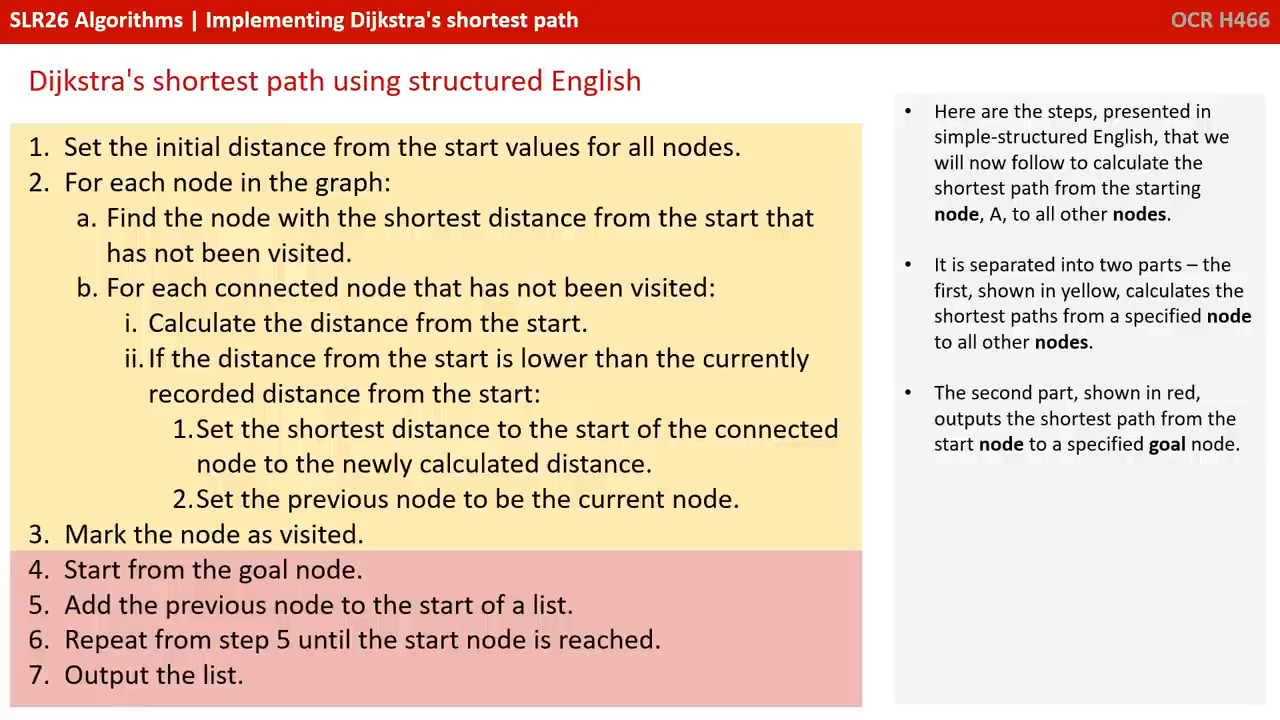 SLR26 Algorithms | Implementing Dijkstra's shortest path
OCR H466
Dijkstra's shortest path using structured English
1. Set the initial distance from the start values for all nodes.
2. For each node in the graph:
a. Find the node with the shortest distance from the start that
has not been visited.
b. For each connected node that has not been visited:
i. Calculate the distance from the start.
ii. If the distance from the start is lower than the currently
recorded distance from the start:
1. Set the shortest distance to the start of the connected
node to the newly calculated distance.
2. Set the previous node to be the current node.
3. Mark the node as visited.
4. Start from the goal node.
5. Add the previous node to the start of a list.
6. Repeat from step 5 until the start node is reached.
7. Output the list.
• Here are the steps, presented in
simple-structured English, that we
will now follow to calculate the
shortest path from the starting
node, A, to all other nodes.
• It is separated into two parts – the
first, shown in yellow, calculates the
shortest paths from a specified node
to all other nodes.
• The second part, shown in red,
outputs the shortest path from the
start node to a specified goal node.